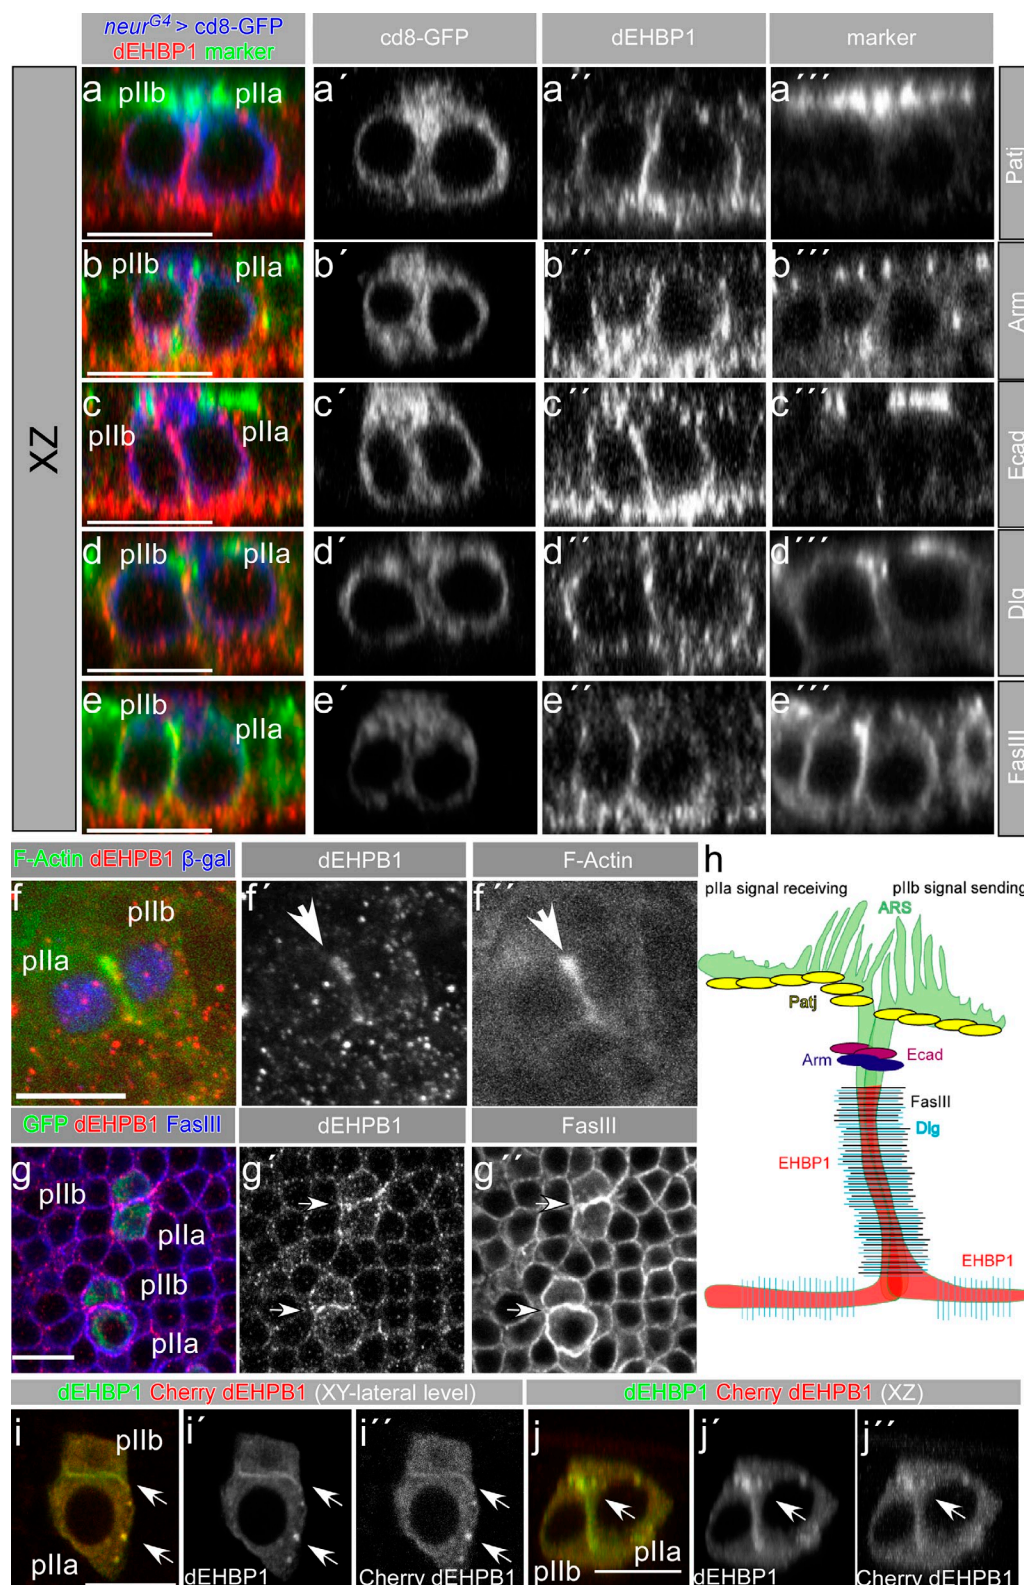 neurG4 > cd8-GFP
dEHBP1 marker
cd8-GFP
dEHBP1
marker
XZ
a pIIb pIIa
a´
a´´
a´´´
Patj
b pIIb pIIa
b´
b´´
b´´´
Arm
c pIIb pIIa
c´
c´´
c´´´
Ecad
d pIIb pIIa
d´
d´´
d´´´
Dlg
e pIIb pIIa
e´
e´´
e´´´
FasIII
F-Actin dEHPB1 β-gal
dEHPB1
F-Actin
f pIIb
pIIa
f´
f´´
GFP dEHPB1 FasIII
dEHPB1
FasIII
g
pIIb
pIIa
pIIb
pIIa
g´
g´´
h
pIIa signal receiving
pIIb signal sending
ARS
Patj
Arm
Ecad
FasIII
Dlg
EHBP1
EHBP1
dEHBP1 Cherry dEHPB1 (XY-lateral level)
dEHBP1 Cherry dEHPB1 (XZ)
i pIIb
pIIa
i´
dEHBP1
i´´
Cherry dEHBP1
j
pIIa
pIIb
j´
dEHBP1
j´´
Cherry dEHBP1